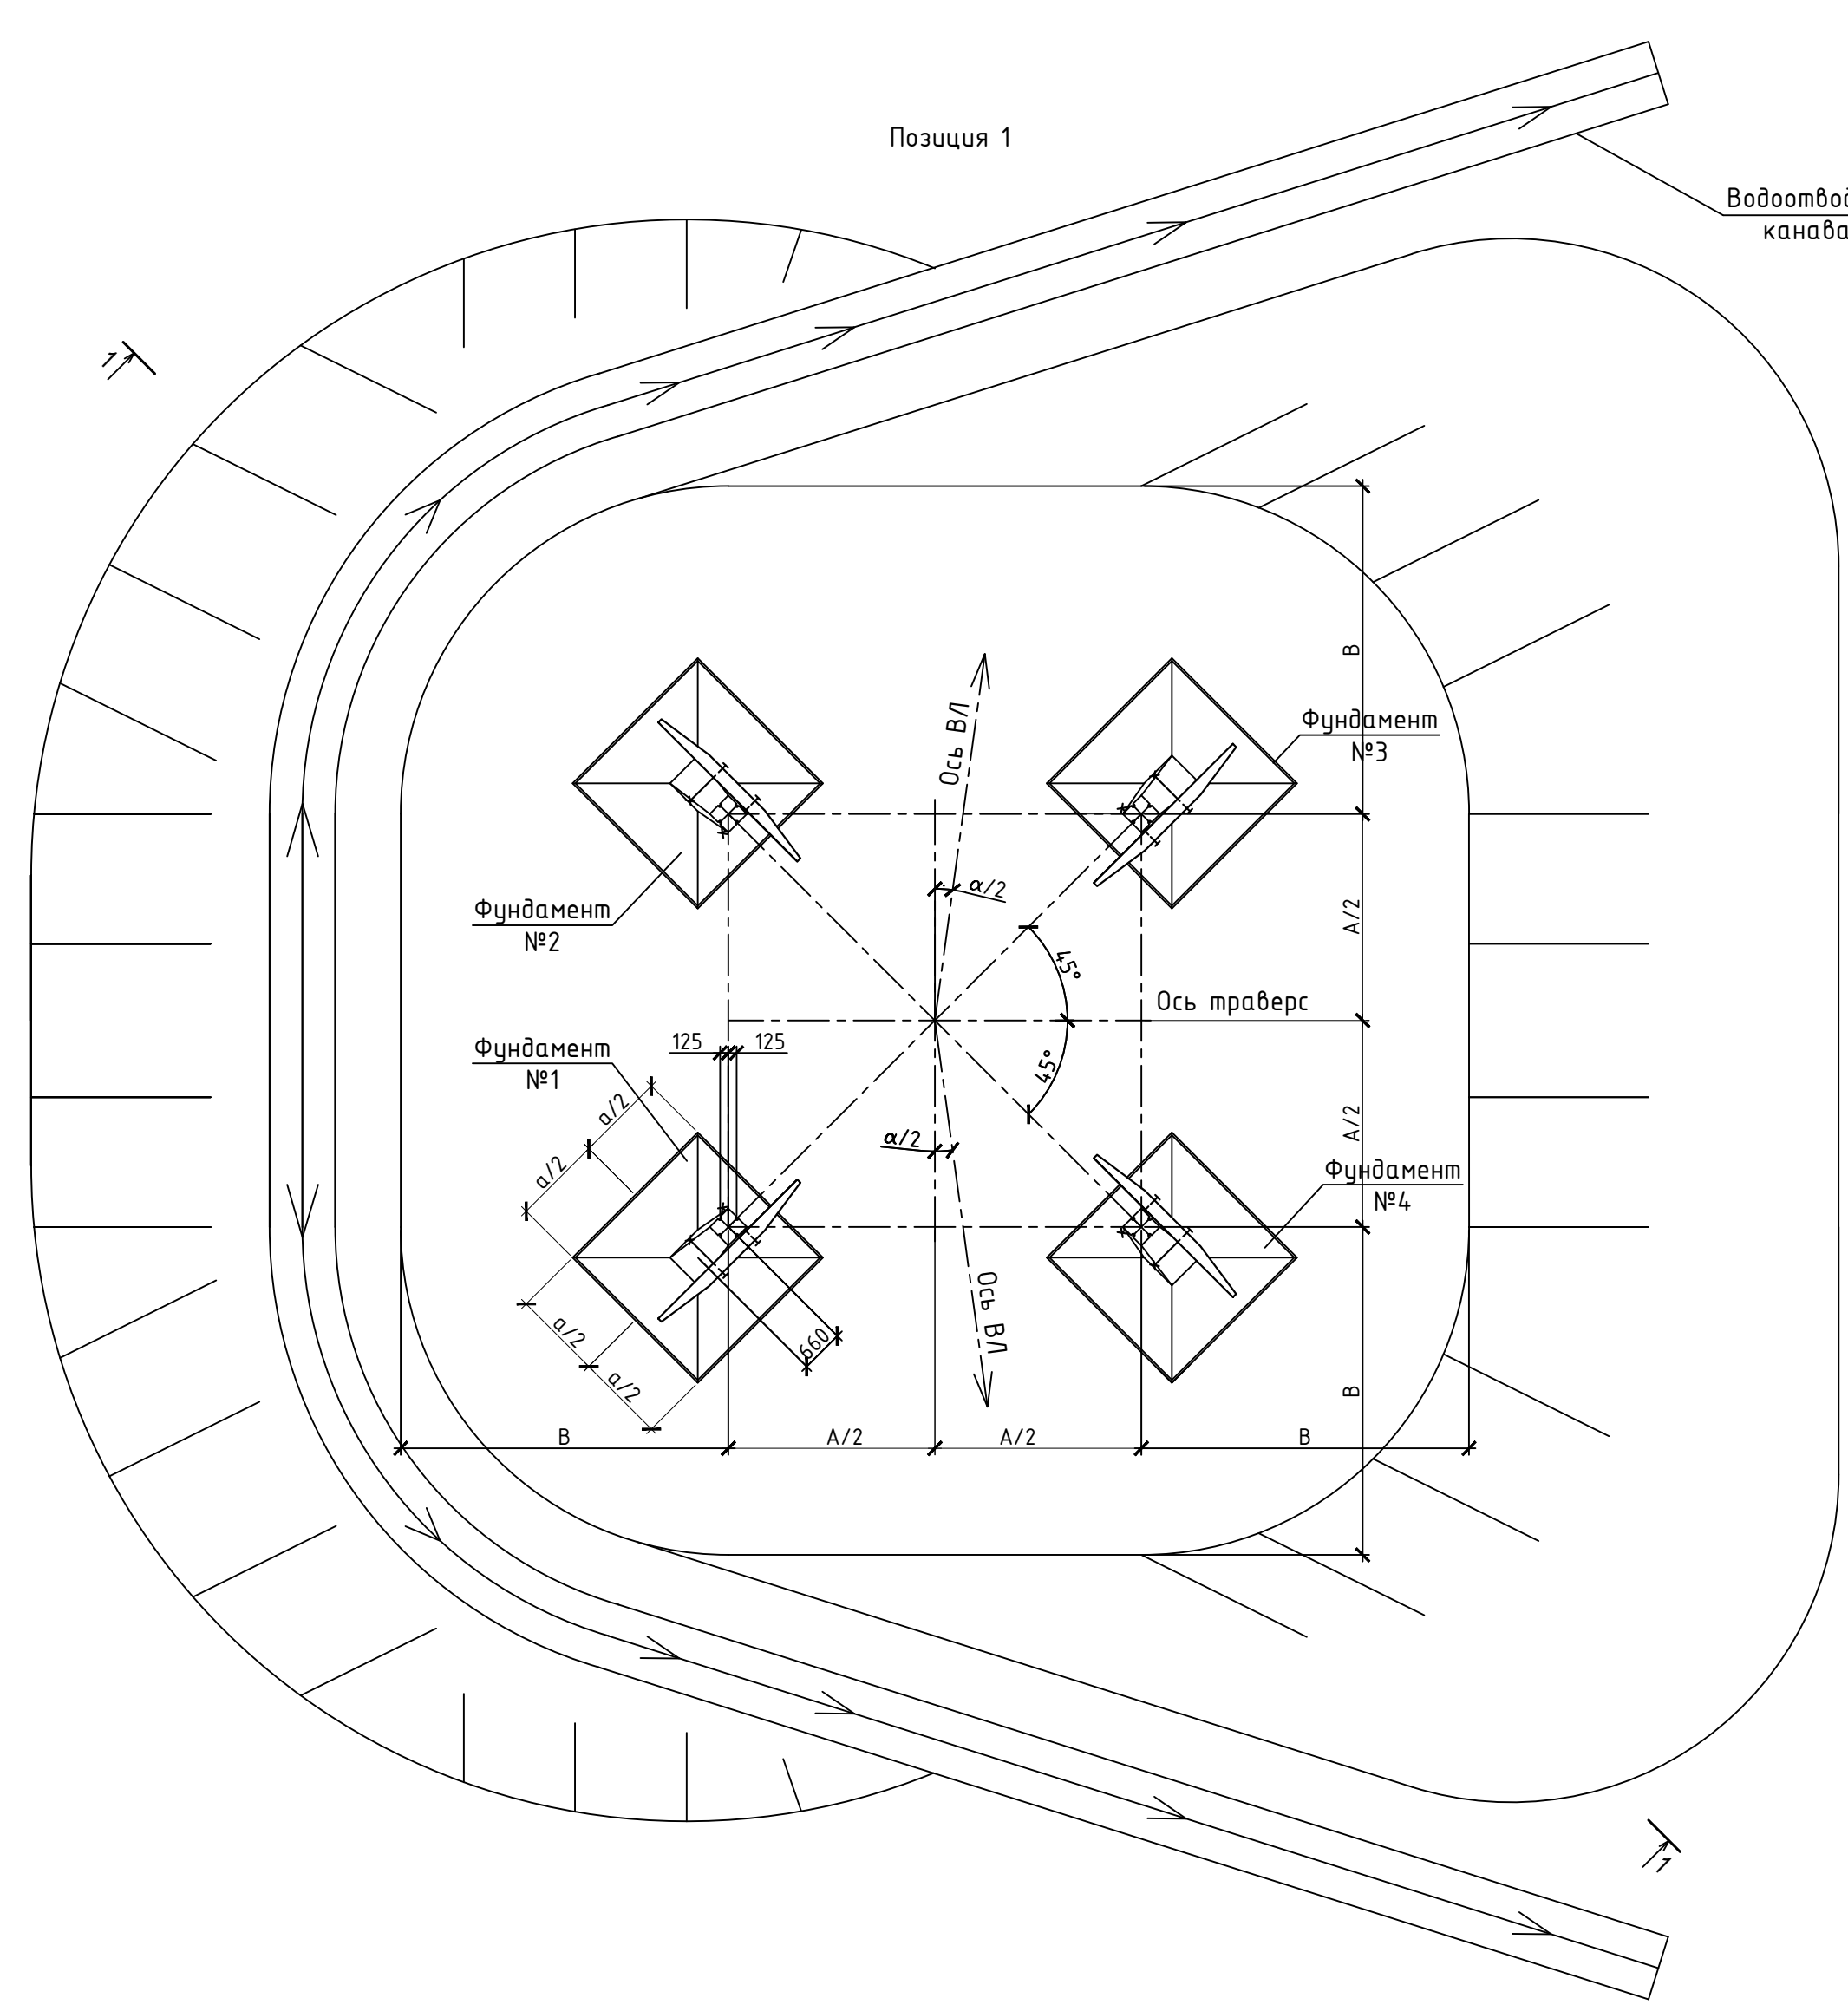 Позиция 1
Водоотвод
канава
1
Ось ВЛ
В
Фундамент
№3
α/2
А/2
Фундамент
№2
45°
Ось траверс
125
125
Фундамент
№1
45°
а/2
А/2
α/2
а/2
Фундамент
№4
Ось ВЛ
а/2
660
а/2
В
В
А/2
А/2
В
1